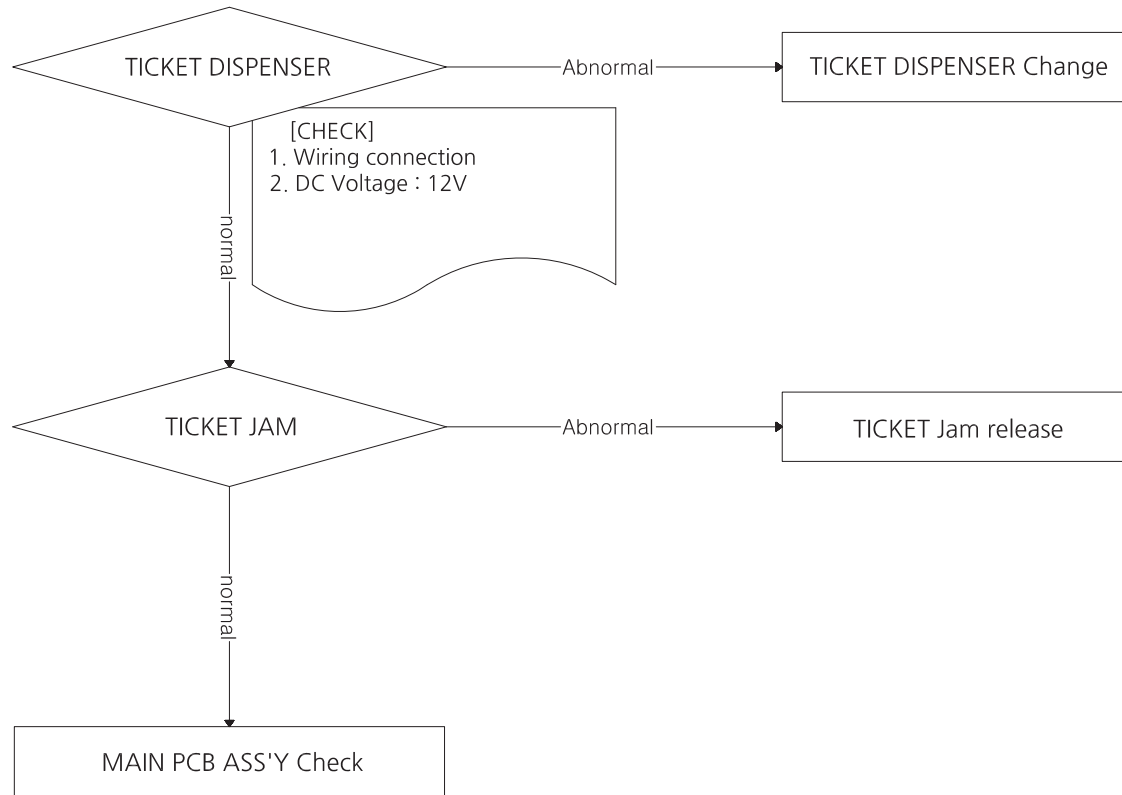 TICKET DISPENSER
Abnormal
TICKET DISPENSER Change
[CHECK]
1. Wiring connection
2. DC Voltage : 12V
normal
TICKET JAM
Abnormal
TICKET Jam release
normal
MAIN PCB ASS'Y Check